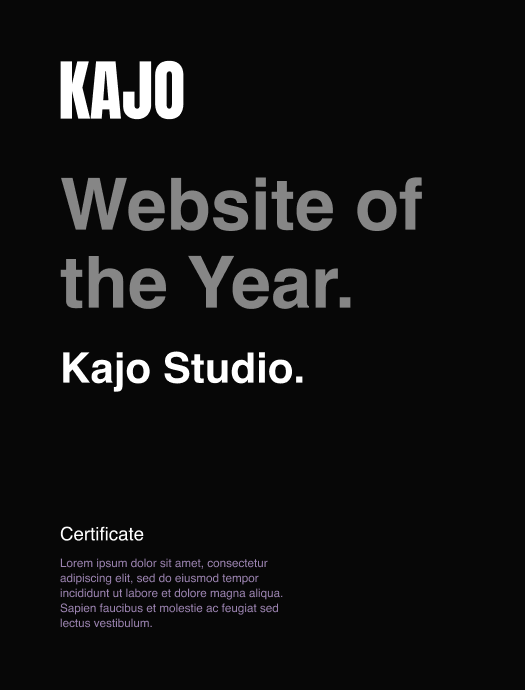 KAJO
Website of
the Year.
Kajo Studio.
Certificate
Lorem ipsum dolor sit amet, consectetur
adipiscing elit, sed do eiusmod tempor
incididunt ut labore et dolore magna aliqua.
Sapien faucibus et molestie ac feugiat sed
lectus vestibulum.